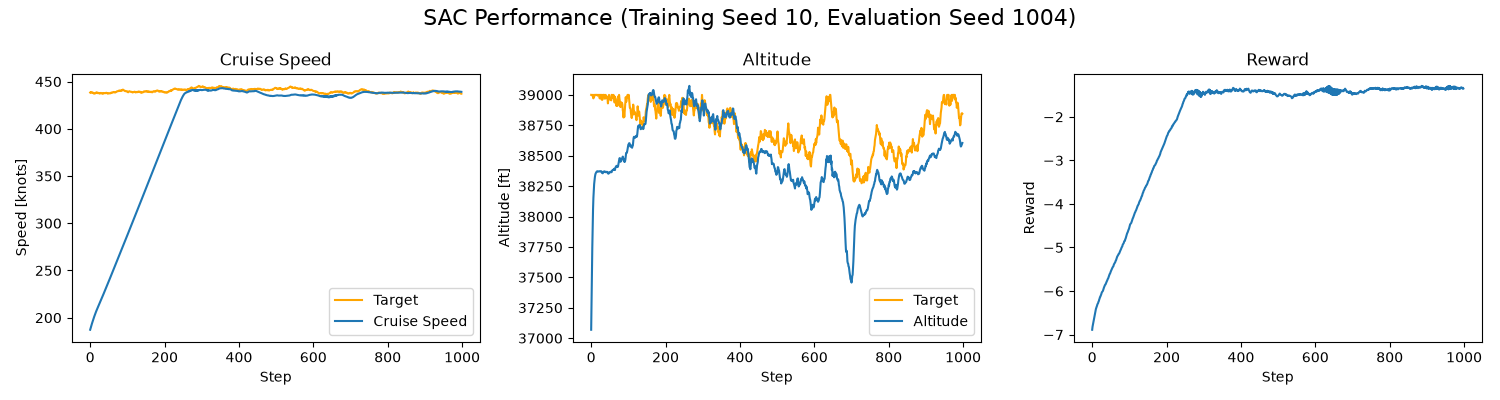 SAC Performance (Training Seed 10, Evaluation Seed 1004)
Cruise Speed
Speed [knots]
450
400
350
300
250
200
0 200 400 600 800 1000
Step
Target
Cruise Speed
Altitude
Altitude [ft]
39000
38750
38500
38250
38000
37750
37500
37250
37000
0 200 400 600 800 1000
Step
Target
Altitude
Reward
Reward
−2
−3
−4
−5
−6
−7
0 200 400 600 800 1000
Step